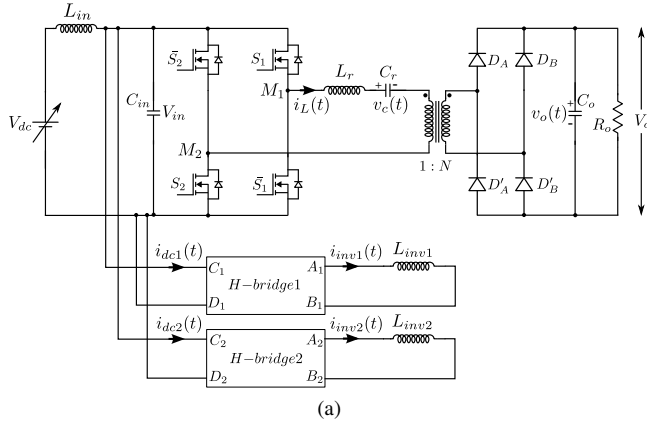 L_in
S̄_2
S_1
L_r
C_r
+ -
D_A
D_B
M_1
i_L(t)
v_c(t)
C_in
V_in
v_o(t)
+
-
C_o
V_dc
R_o
M_2
1 : N
S_2
S̄_1
D'_A
D'_B
i_dc1(t)
i_inv1(t)
L_inv1
C_1
A_1
H-bridge1
D_1
B_1
i_dc2(t)
i_inv2(t)
L_inv2
C_2
A_2
H-bridge2
D_2
B_2
(a)